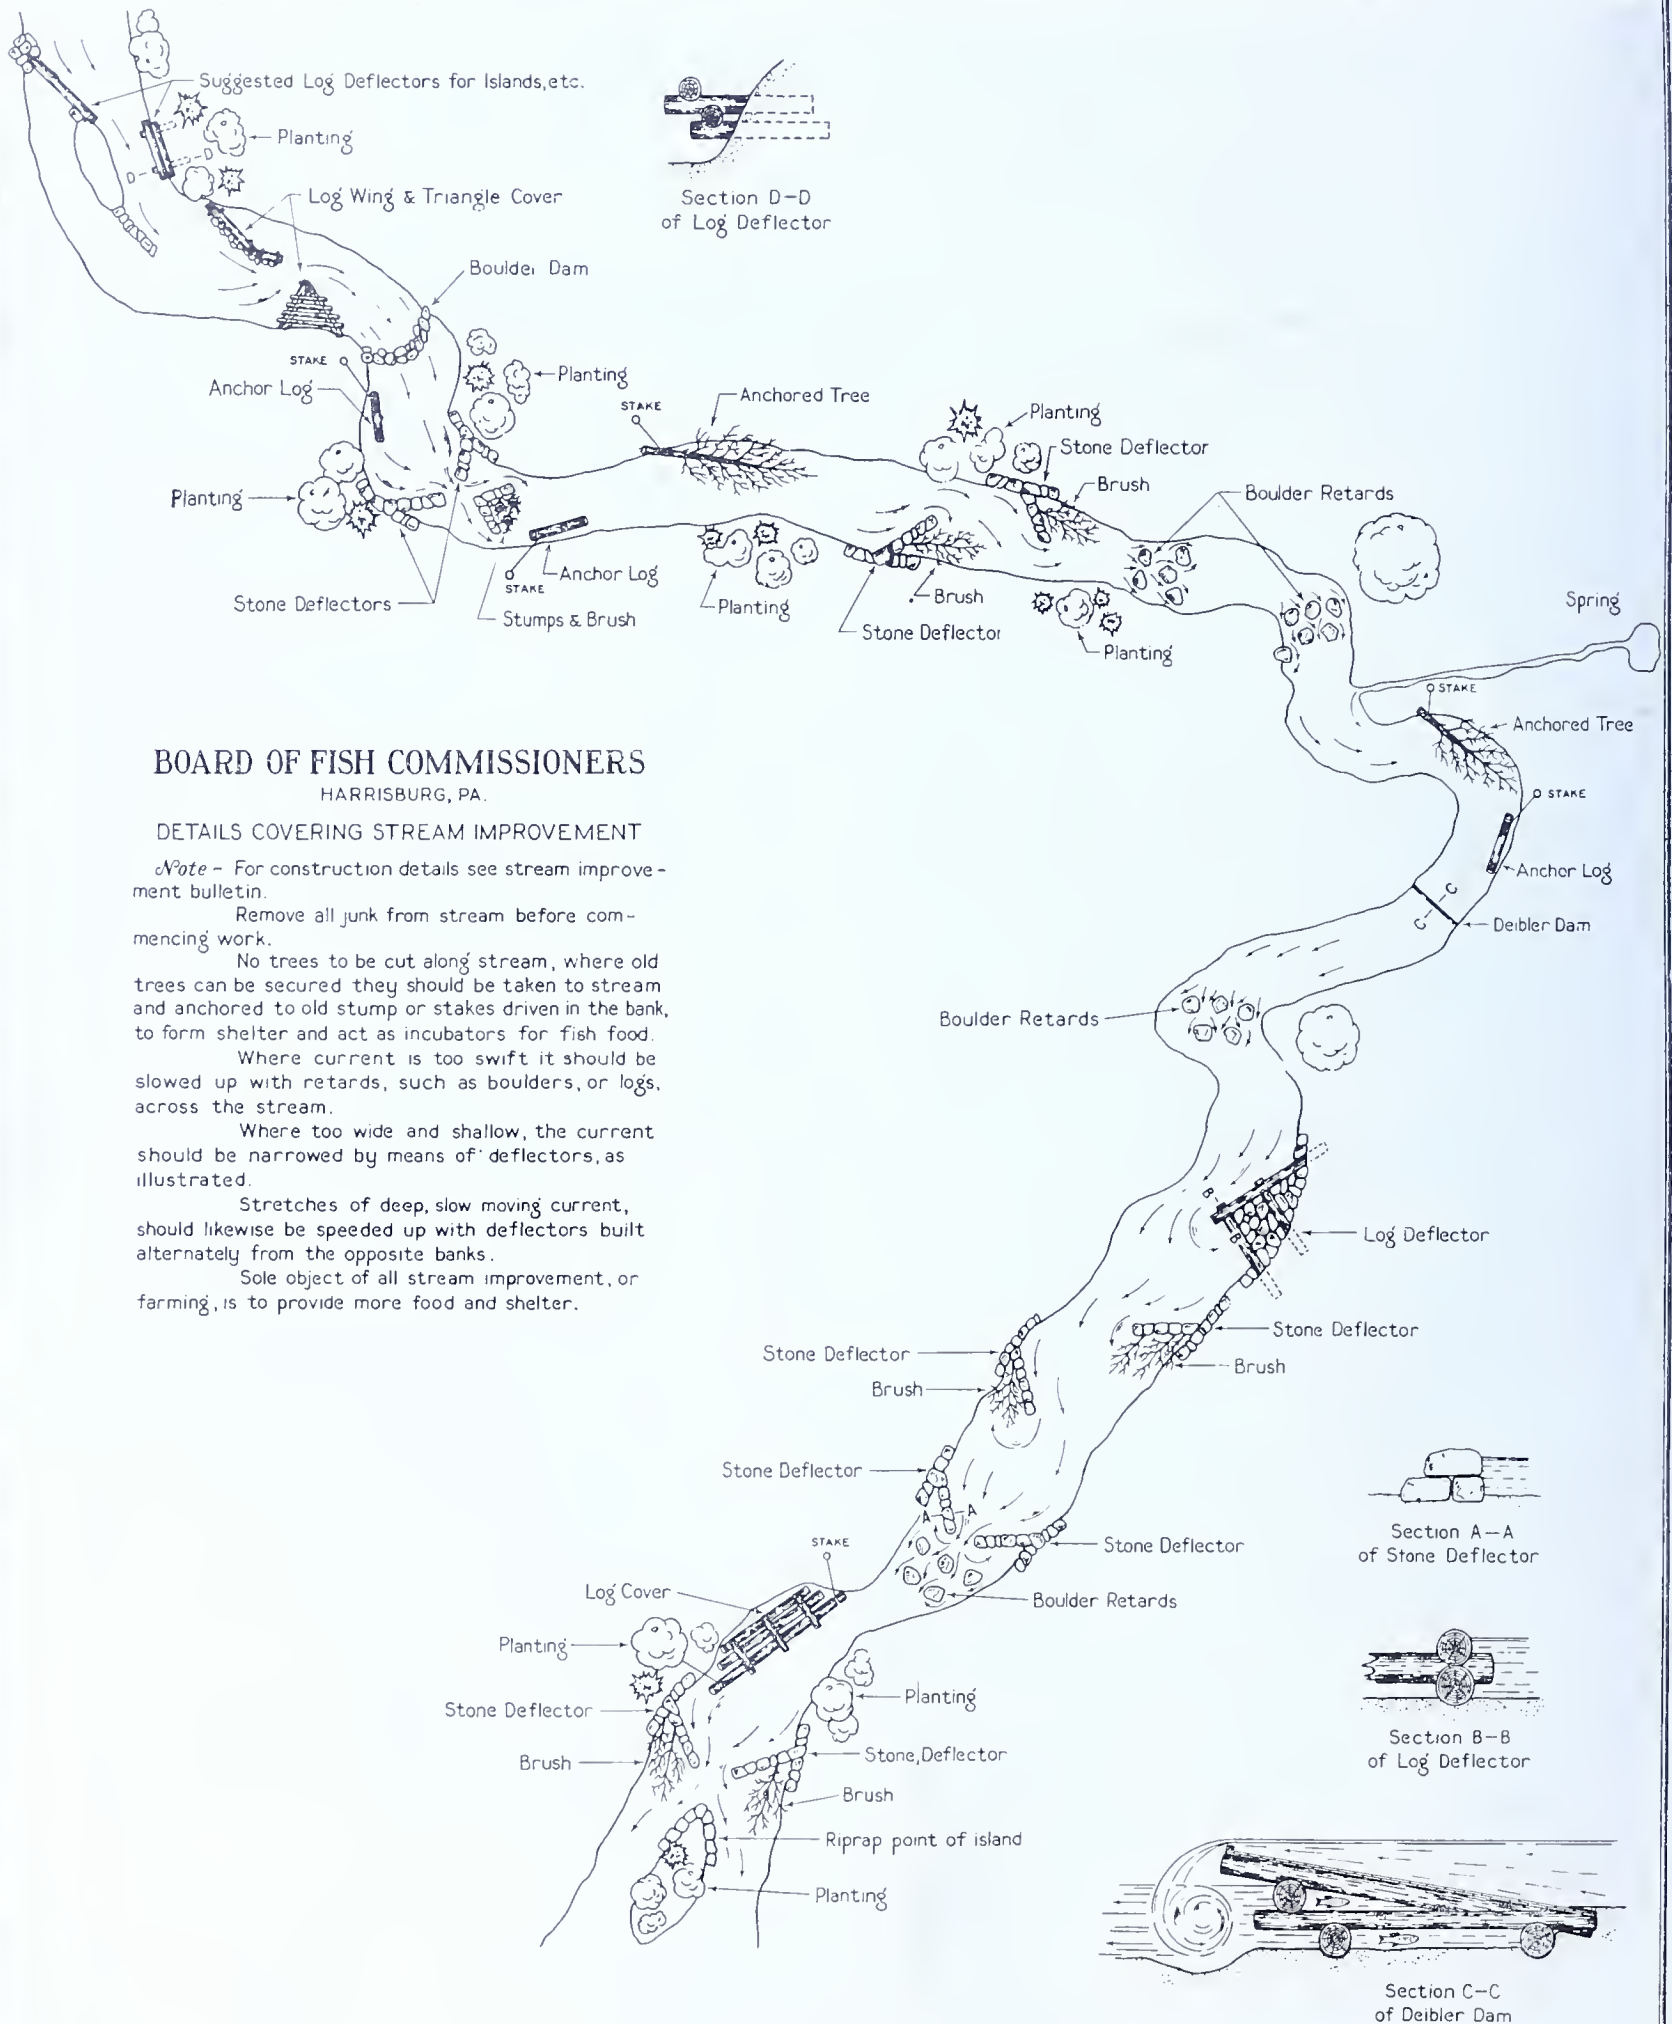 Suggested Log Deflectors for Islands, etc.
Planting
D
D
Log Wing & Triangle Cover
Section D-D
of Log Deflector
Boulder Dam
STAKE
Anchor Log
Planting
STAKE
Anchored Tree
Planting
Stone Deflector
Brush
Boulder Retards
Planting
STAKE
Anchor Log
Stone Deflectors
Stumps & Brush
Planting
Brush
Stone Deflector
Planting
Spring
STAKE
Anchored Tree
STAKE
Anchor Log
C
C
Deibler Dam
BOARD OF FISH COMMISSIONERS
HARRISBURG, PA.
DETAILS COVERING STREAM IMPROVEMENT
Note - For construction details see stream improve-
ment bulletin.
Remove all junk from stream before com-
mencing work.
No trees to be cut along stream, where old
trees can be secured they should be taken to stream
and anchored to old stump or stakes driven in the bank,
to form shelter and act as incubators for fish food.
Where current is too swift it should be
slowed up with retards, such as boulders, or logs,
across the stream.
Where too wide and shallow, the current
should be narrowed by means of deflectors, as
illustrated.
Stretches of deep, slow moving current,
should likewise be speeded up with deflectors built
alternately from the opposite banks.
Sole object of all stream improvement, or
farming, is to provide more food and shelter.
Boulder Retards
B
B
Log Deflector
Stone Deflector
Brush
Stone Deflector
Brush
Stone Deflector
A
A
Stone Deflector
Boulder Retards
STAKE
Log Cover
Planting
Stone Deflector
Brush
Planting
Stone, Deflector
Brush
Riprap point of island
Planting
Section A-A
of Stone Deflector
Section B-B
of Log Deflector
Section C-C
of Deibler Dam